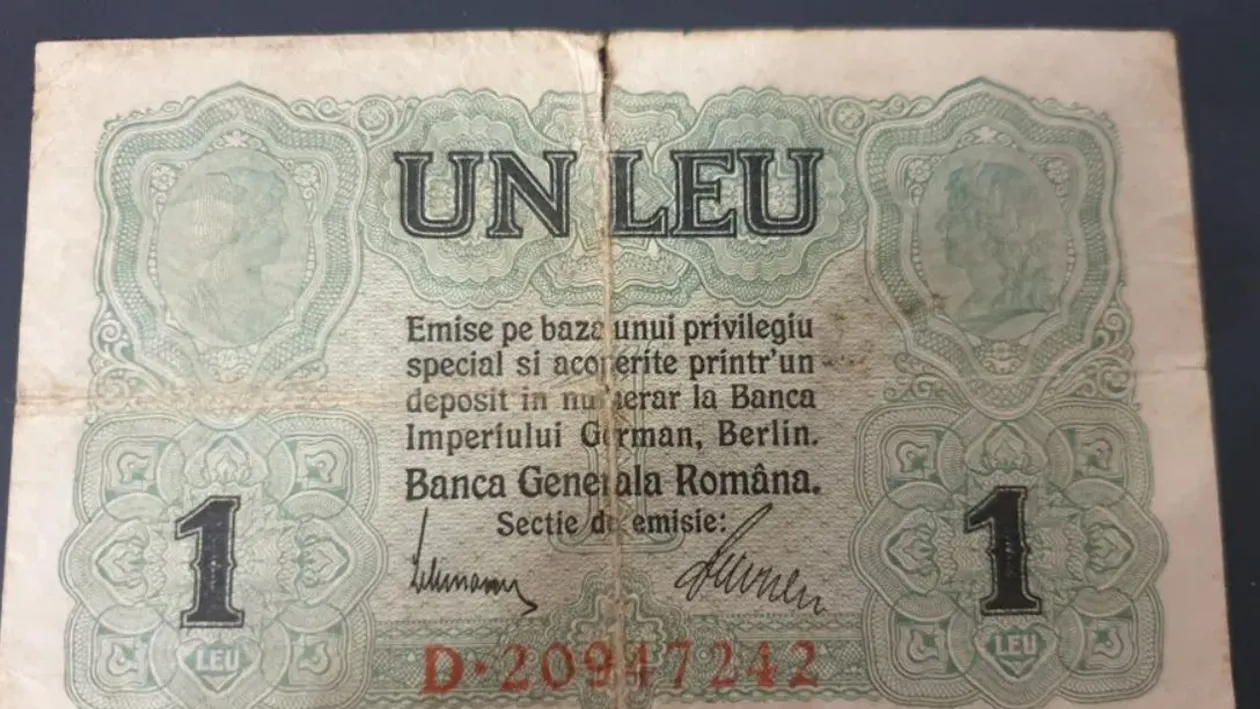 UN LEU
Emise pe baza unui privilegiu
special si acoperite printr'un
deposit in numerar la Banca
Imperiului German, Berlin.
Banca Generala Româna.
Sectie de emisie:
1
1
LEU
LEU
D·20947242